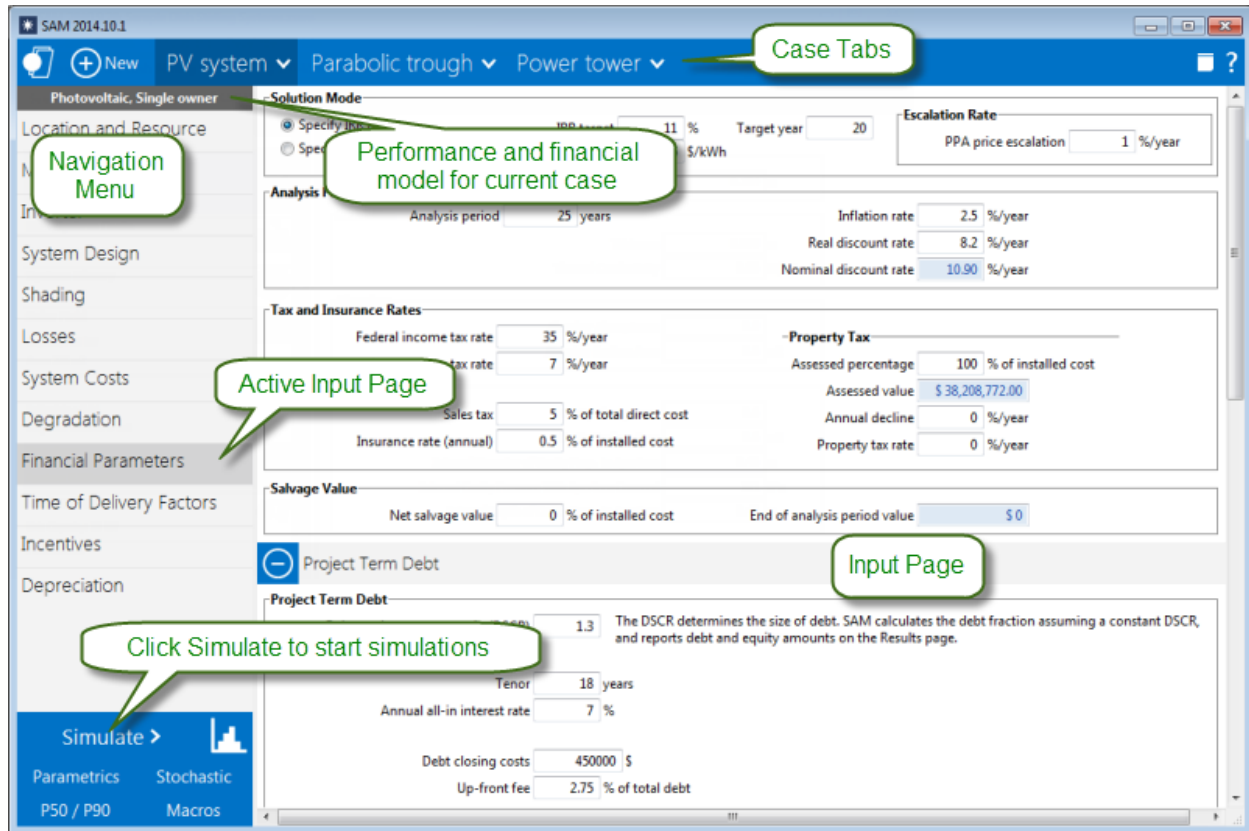 SAM 2014.10.1
New PV system Parabolic trough Power tower ?
Case Tabs
Photovoltaic, Single owner
Location and Resource
Navigation
Menu
System Design
Shading
Losses
System Costs
Degradation
Financial Parameters
Time of Delivery Factors
Incentives
Depreciation
Active Input Page
Click Simulate to start simulations
Simulate >
Parametrics Stochastic
P50 / P90 Macros
Solution Mode
Specify 11 % Target year 20
$/kWh
Performance and financial
model for current case
Escalation Rate
PPA price escalation 1 %/year
Analysis
Analysis period 25 years
Inflation rate 2.5 %/year
Real discount rate 8.2 %/year
Nominal discount rate 10.90 %/year
Tax and Insurance Rates
Federal income tax rate 35 %/year
tax rate 7 %/year
Sales tax 5 % of total direct cost
Insurance rate (annual) 0.5 % of installed cost
Property Tax
Assessed percentage 100 % of installed cost
Assessed value $ 38,208,772.00
Annual decline 0 %/year
Property tax rate 0 %/year
Salvage Value
Net salvage value 0 % of installed cost End of analysis period value $ 0
Project Term Debt
Input Page
Project Term Debt
1.3 The DSCR determines the size of debt. SAM calculates the debt fraction assuming a constant DSCR,
and reports debt and equity amounts on the Results page.
Tenor 18 years
Annual all-in interest rate 7 %
Debt closing costs 450000 $
Up-front fee 2.75 % of total debt